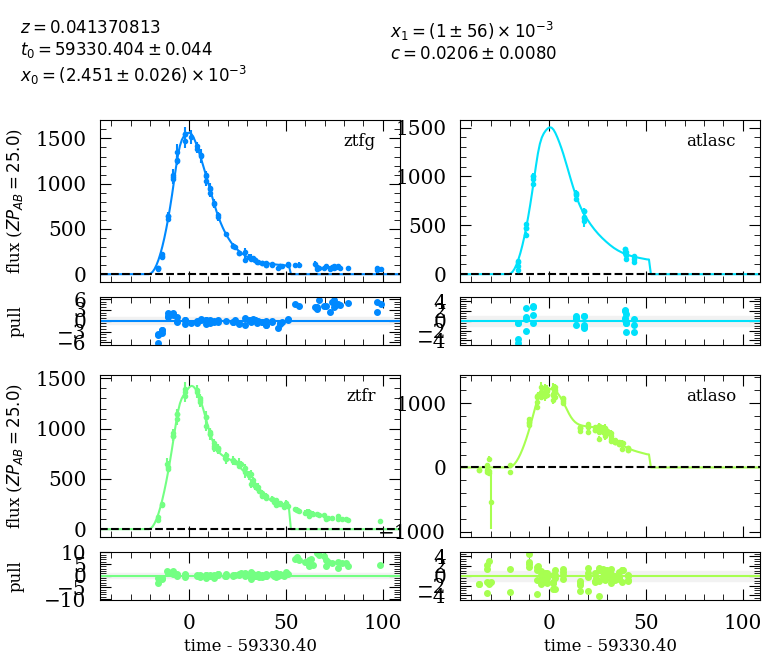 z = 0.041370813
t₀ = 59330.404 ± 0.044
x₀ = (2.451 ± 0.026) × 10⁻³
x₁ = (1 ± 56) × 10⁻³
c = 0.0206 ± 0.0080
ztfg
1500
1000
500
0
flux (ZP_AB = 25.0)
atlasc
1500
1000
500
0
6
3
0
−3
−6
pull
4
2
0
−2
−4
ztfr
1500
1000
500
0
flux (ZP_AB = 25.0)
atlaso
1000
0
−1000
10
5
0
−5
−10
pull
4
2
0
−2
−4
0 50 100
time - 59330.40
0 50 100
time - 59330.40